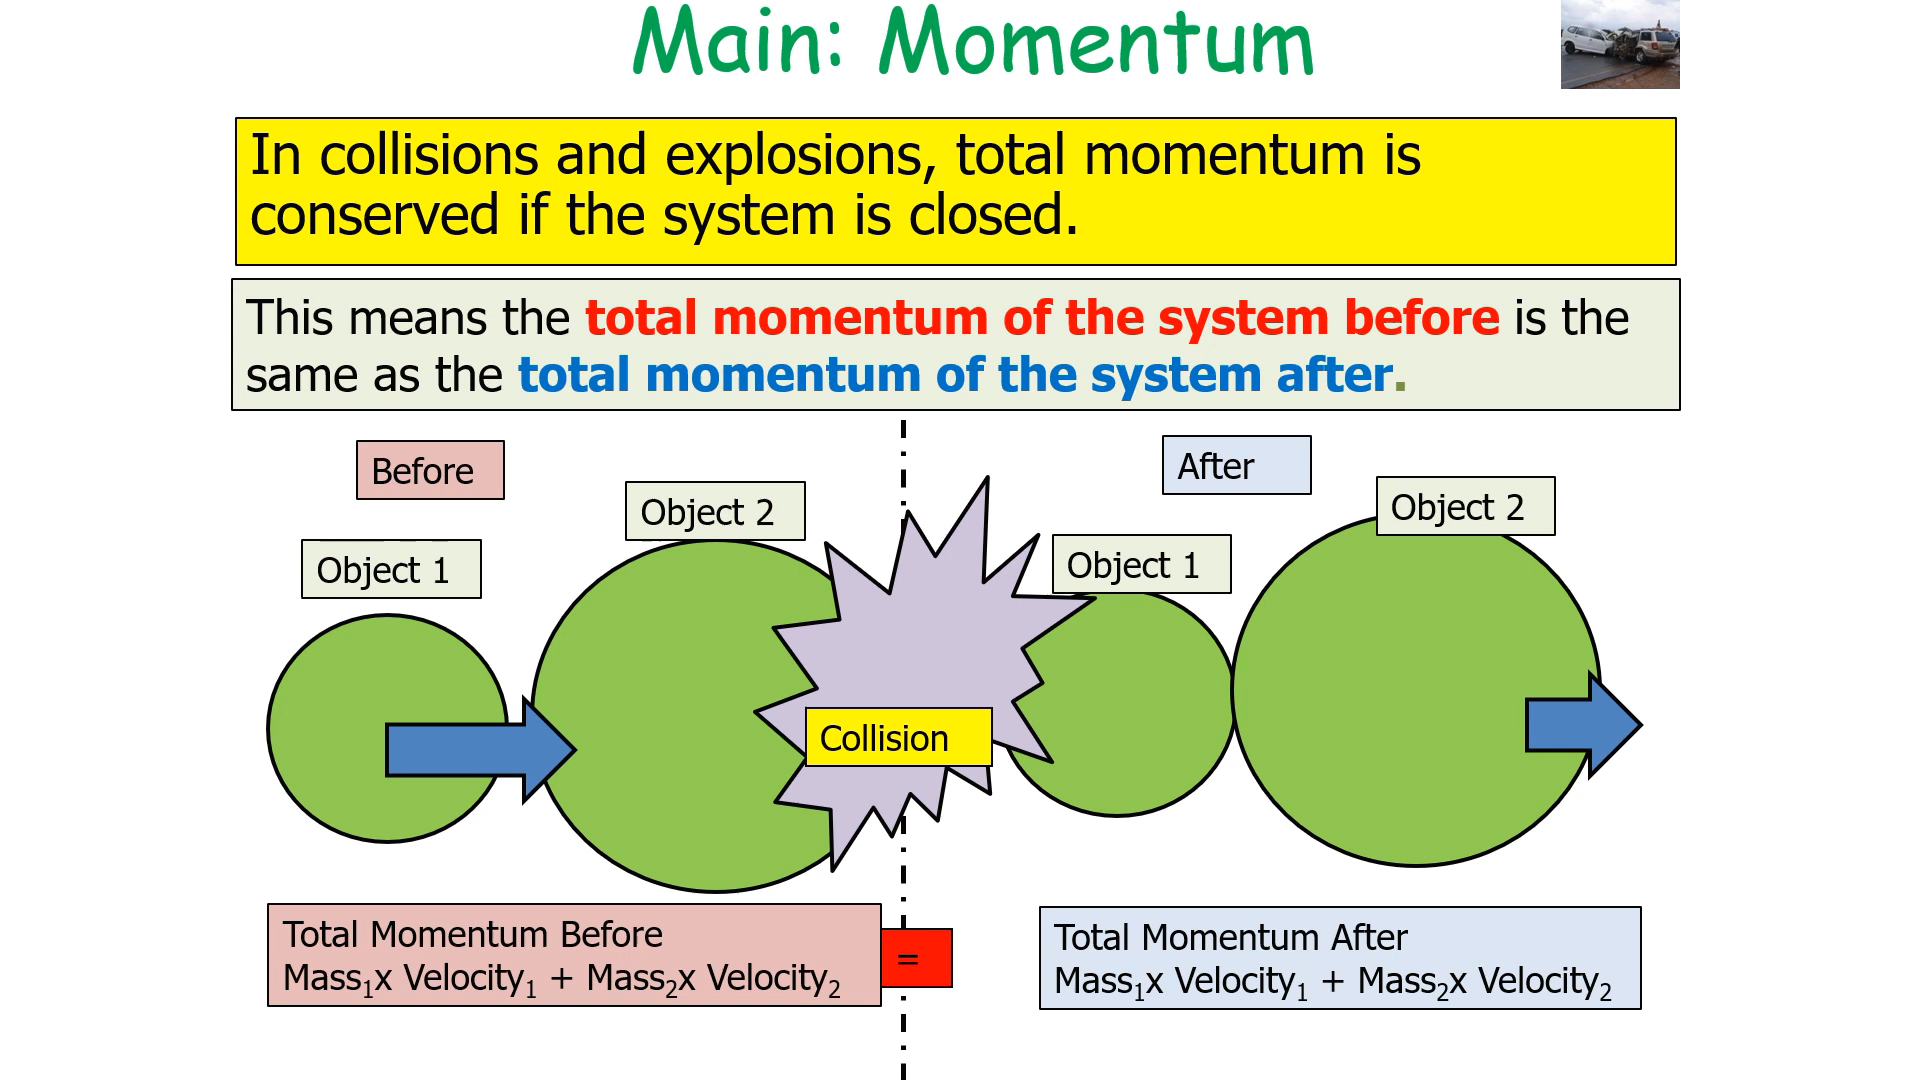 Main: Momentum
In collisions and explosions, total momentum is
conserved if the system is closed.
This means the total momentum of the system before is the
same as the total momentum of the system after.
Before
Object 1
Object 2
Collision
After
Object 1
Object 2
Total Momentum Before
Mass₁x Velocity₁ + Mass₂x Velocity₂
=
Total Momentum After
Mass₁x Velocity₁ + Mass₂x Velocity₂